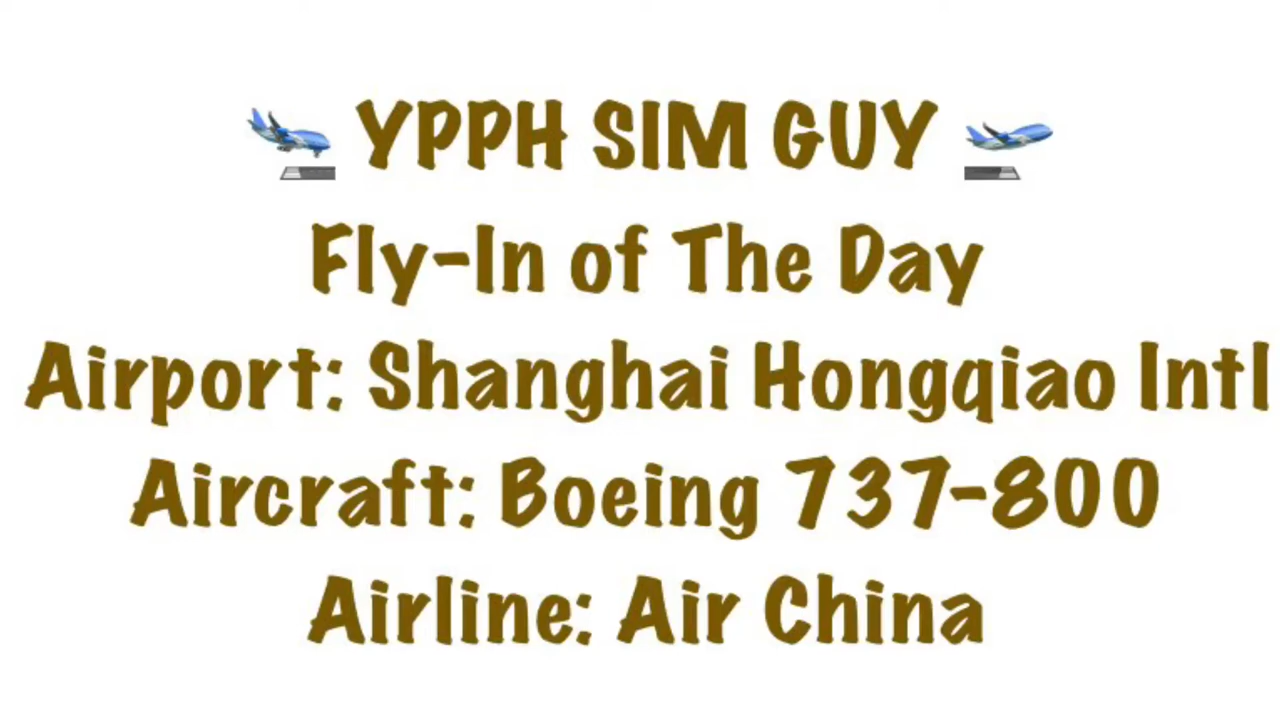 YPPH SIM GUY
Fly-In of The Day
Airport: Shanghai Hongqiao Intl
Aircraft: Boeing 737-800
Airline: Air China